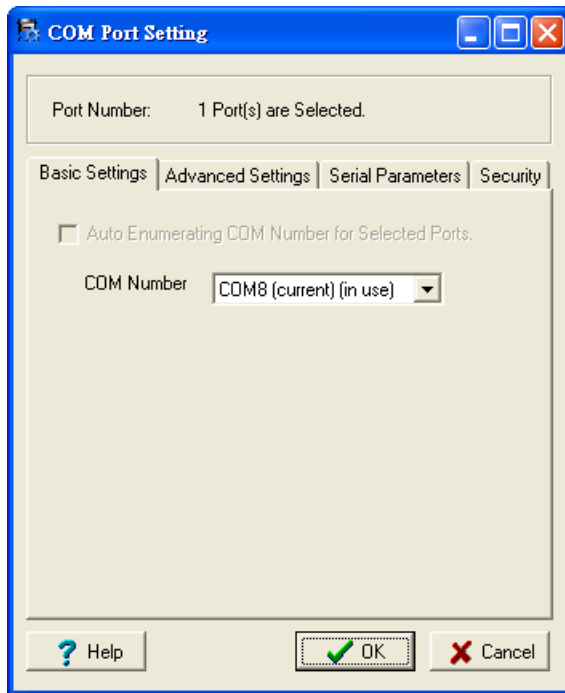 COM Port Setting
Port Number: 1 Port(s) are Selected.
Basic Settings Advanced Settings Serial Parameters Security
Auto Enumerating COM Number for Selected Ports.
COM Number COM8 (current) (in use)
? Help OK Cancel